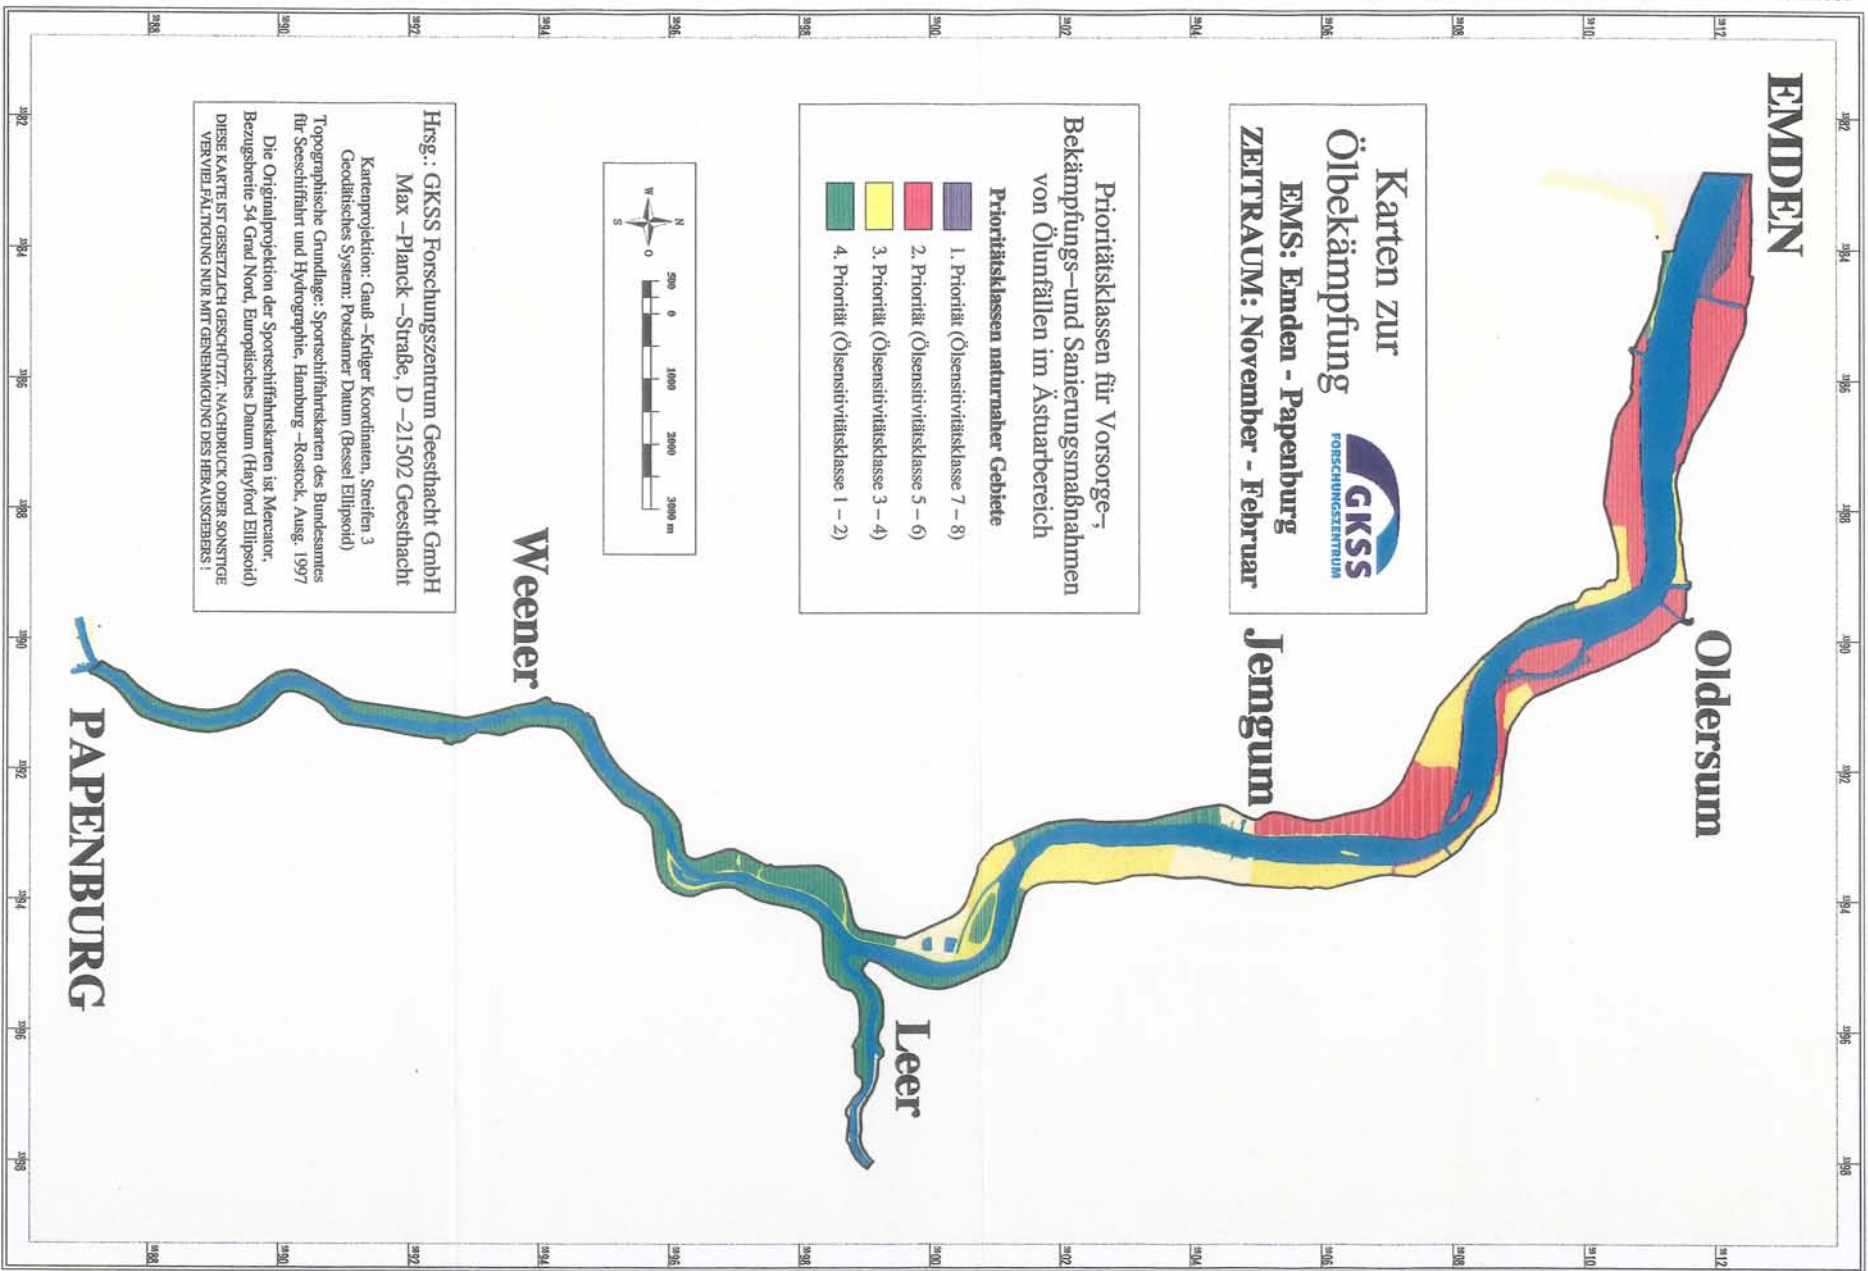 EMDEN
Oldersum
Jemgum
Leer
Weener
PAPENBURG
Karten zur
Ölbekämpfung
GKSS
FORSCHUNGSZENTRUM
EMS: Emden - Papenburg
ZEITRAUM: November - Februar
Prioritätsklassen für Vorsorge-,
Bekämpfungs-und Sanierungsmaßnahmen
von Ölunfällen im Ästuarbereich
Prioritätsklassen naturnaher Gebiete
1. Priorität (Ölsensitivitätsklasse 7 – 8)
2. Priorität (Ölsensitivitätsklasse 5 – 6)
3. Priorität (Ölsensitivitätsklasse 3 – 4)
4. Priorität (Ölsensitivitätsklasse 1 – 2)
N
W O
S
500 0 1000 2000 3000 m
Hrsg.: GKSS Forschungszentrum Geesthacht GmbH
Max –Planck –Straße, D –21502 Geesthacht
Kartenprojektion: Gauß –Krüger Koordinaten, Streifen 3
Geodätisches System: Potsdamer Datum (Bessel Ellipsoid)
Topographische Grundlage: Sportschiffahrtskarten des Bundesamtes
für Seeschiffahrt und Hydrographie, Hamburg –Rostock, Ausg. 1997
Die Originalprojektion der Sportschiffahrtskarten ist Mercator,
Bezugsbreite 54 Grad Nord, Europäisches Datum (Hayford Ellipsoid)
DIESE KARTE IST GESETZLICH GESCHÜTZT. NACHDRUCK ODER SONSTIGE
VERVIELFÄLTIGUNG NUR MIT GENEHMIGUNG DES HERAUSGEBERS !